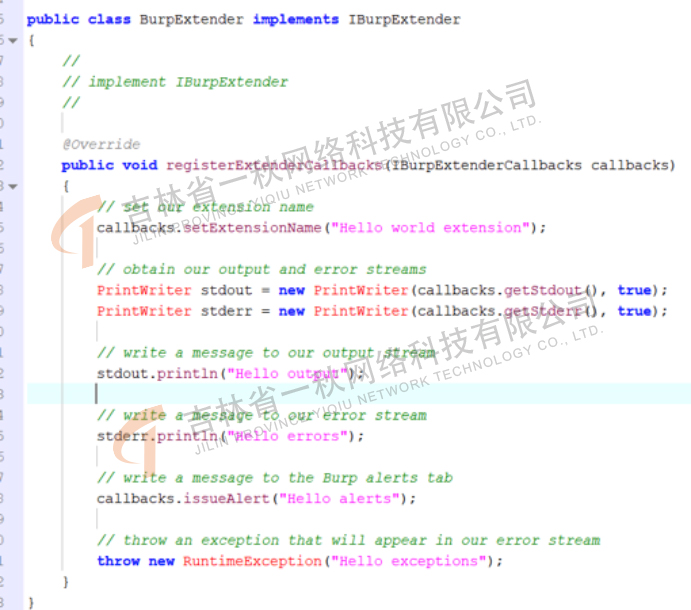 public class BurpExtender implements IBurpExtender
{
//
// implement IBurpExtender
//
@Override
public void registerExtenderCallbacks(IBurpExtenderCallbacks callbacks)
{
// set our extension name
callbacks.setExtensionName("Hello world extension");
// obtain our output and error streams
PrintWriter stdout = new PrintWriter(callbacks.getStdout(), true);
PrintWriter stderr = new PrintWriter(callbacks.getStderr(), true);
// write a message to our output stream
stdout.println("Hello output");
// write a message to our error stream
stderr.println("Hello errors");
// write a message to the Burp alerts tab
callbacks.issueAlert("Hello alerts");
// throw an exception that will appear in our error stream
throw new RuntimeException("Hello exceptions");
}
}
吉林省一秋网络科技有限公司
JILIN PROVINCE YIQIU NETWORK TECHNOLOGY CO., LTD.
吉林省一秋网络科技有限公司
JILIN PROVINCE YIQIU NETWORK TECHNOLOGY CO., LTD.